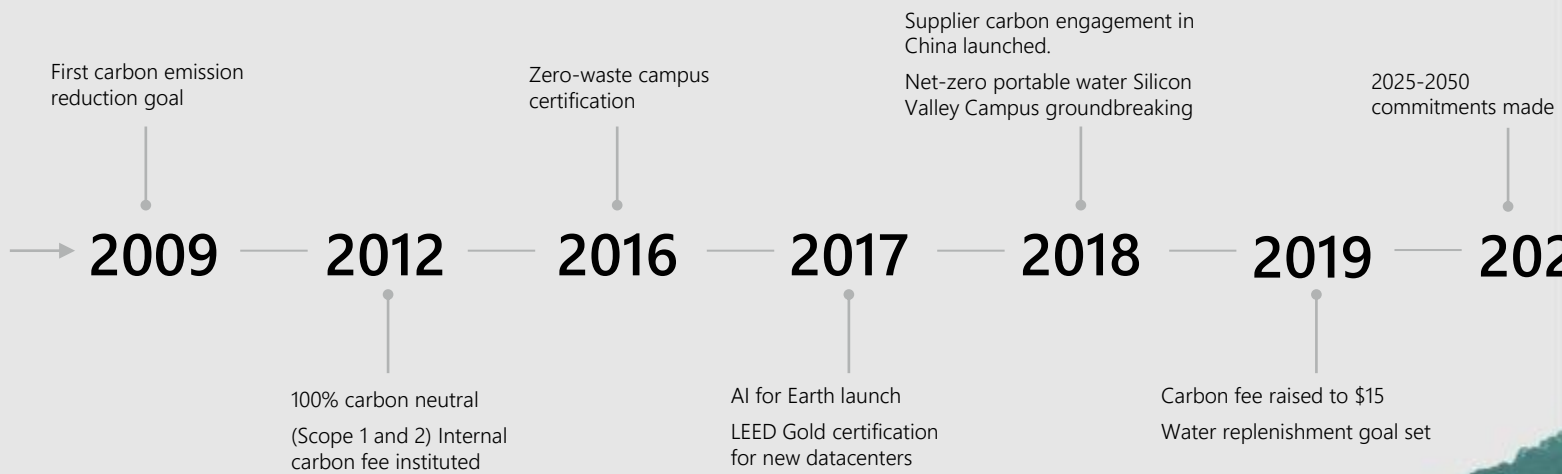 First carbon emission
reduction goal
Zero-waste campus
certification
Supplier carbon engagement in
China launched.
Net-zero portable water Silicon
Valley Campus groundbreaking
2025-2050
commitments made
2009
2012
2016
2017
2018
2019
202
100% carbon neutral
(Scope 1 and 2) Internal
carbon fee instituted
AI for Earth launch
LEED Gold certification
for new datacenters
Carbon fee raised to $15
Water replenishment goal set